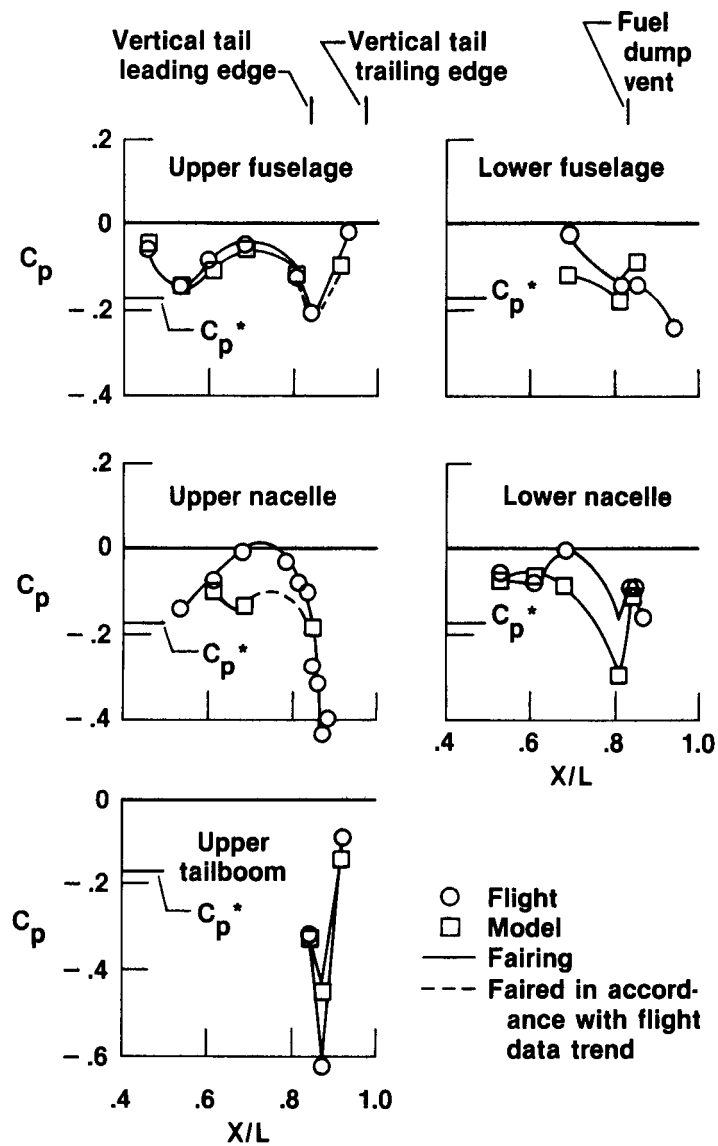 Vertical tail
leading edge
Vertical tail
trailing edge
Fuel
dump
vent
.2
Upper fuselage
0
Cp
Cp*
-.2
-.4
Lower fuselage
Cp*
.2
Upper nacelle
0
Cp
Cp*
-.2
-.4
Lower nacelle
Cp*
.4 .6 .8 1.0
X/L
0
Upper
tailboom
-.2
Cp*
Cp
-.4
-.6
.4 .6 .8 1.0
X/L
Flight
Model
Fairing
Faired in accord-
ance with flight
data trend